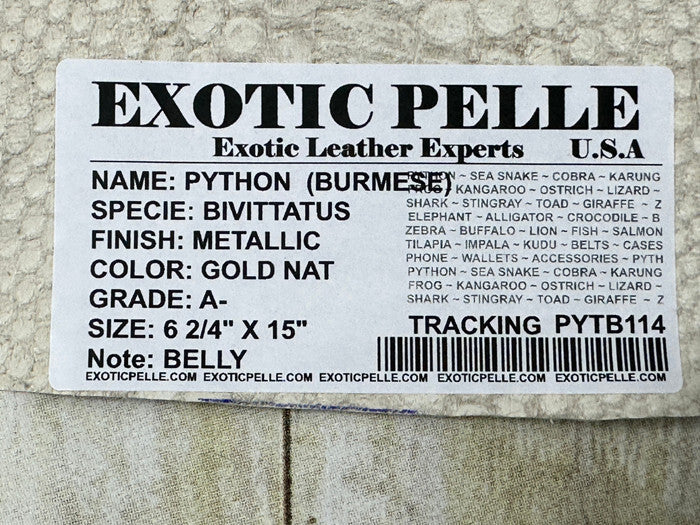 EXOTIC PELLE
Exotic Leather Experts U.S.A
NAME: PYTHON (BURMESE)
SPECIE: BIVITTATUS
FINISH: METALLIC
COLOR: GOLD NAT
GRADE: A-
SIZE: 6 2/4" X 15"
Note: BELLY
PYTHON ~ SEA SNAKE ~ COBRA ~ KARUNG
FROG ~ KANGAROO ~ OSTRICH ~ LIZARD ~
SHARK ~ STINGRAY ~ TOAD ~ GIRAFFE ~ Z
ELEPHANT ~ ALLIGATOR ~ CROCODILE ~ B
ZEBRA ~ BUFFALO ~ LION ~ FISH ~ SALMON
TILAPIA ~ IMPALA ~ KUDU ~ BELTS ~ CASES
PHONE ~ WALLETS ~ ACCESSORIES ~ PYTH
PYTHON ~ SEA SNAKE ~ COBRA ~ KARUNG
FROG ~ KANGAROO ~ OSTRICH ~ LIZARD ~
SHARK ~ STINGRAY ~ TOAD ~ GIRAFFE ~ Z
TRACKING PYTB114
EXOTICPELLE.COM EXOTICPELLE.COM EXOTICPELLE.COM EXOTICPELLE.COM EXOTICPELLE.COM